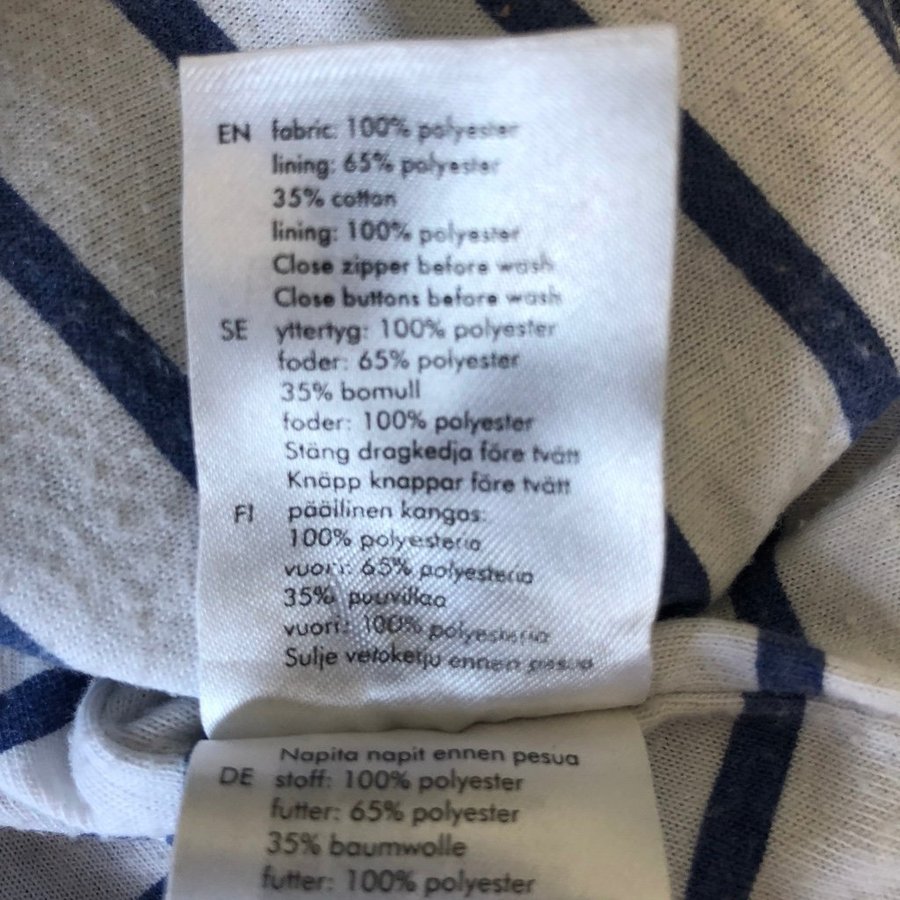 EN fabric: 100% polyester
lining: 65% polyester
35% cotton
lining: 100% polyester
Close zipper before wash
Close buttons before wash
SE yttertyg: 100% polyester
foder: 65% polyester
35% bomull
foder: 100% polyester
Stäng dragkedja före tvätt
Knäpp knappar före tvätt
FI päällinen kangas:
100% polyesteria
vuori: 65% polyesteria
35% puuvillaa
vuori: 100% polyesteria
Sulje vetoketju ennen pesua
Napita napit ennen pesua
DE stoff: 100% polyester
futter: 65% polyester
35% baumwolle
futter: 100% polyester